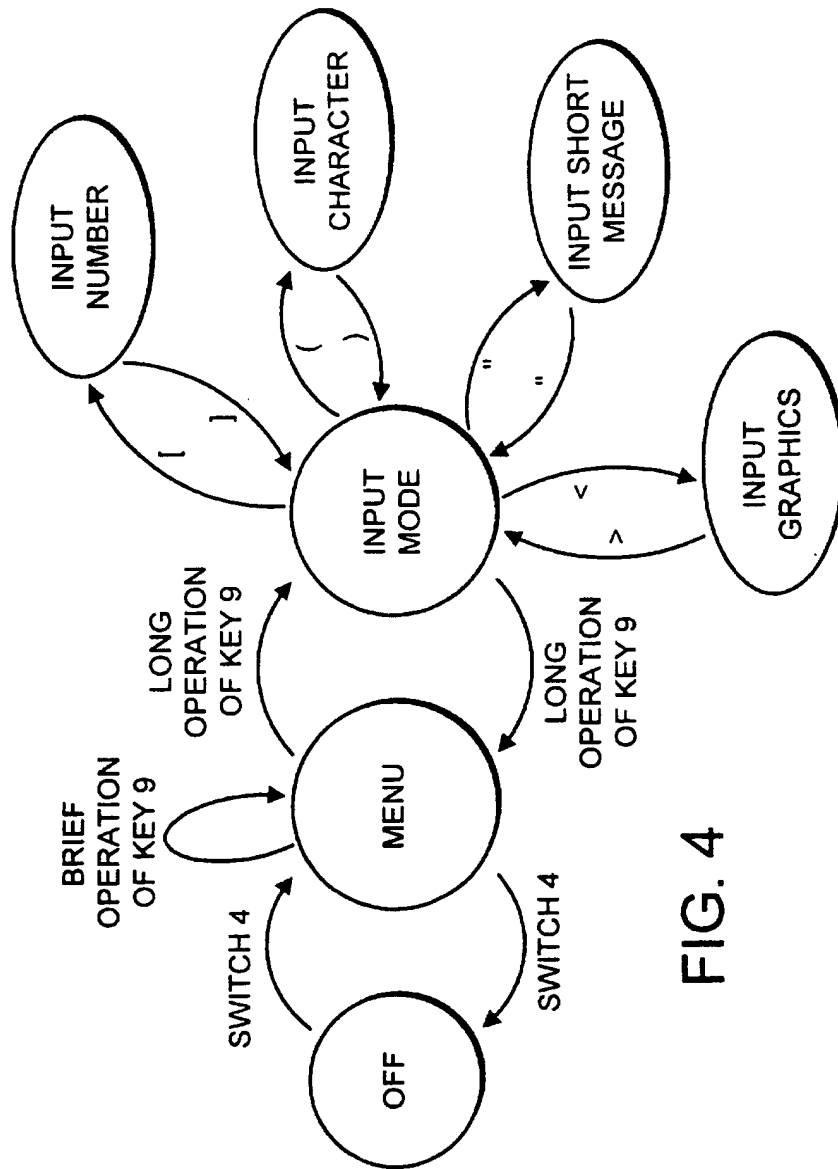 BRIEF
OPERATION
OF KEY 9
LONG
OPERATION
OF KEY 9
SWITCH 4
OFF
MENU
INPUT
MODE
SWITCH 4
LONG
OPERATION
OF KEY 9
[
]
INPUT
NUMBER
(
)
INPUT
CHARACTER
"
"
INPUT SHORT
MESSAGE
>
<
INPUT
GRAPHICS
FIG. 4